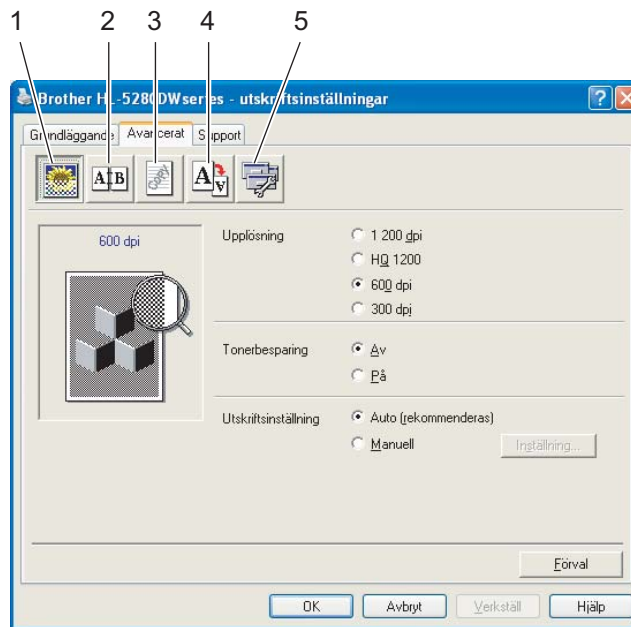 1 2 3 4 5
Brother HL-5280DW series - utskriftsinställningar
Grundläggande Avancerat Support
A B copy A A
600 dpi
Upplösning
1 200 dpi
HQ 1200
600 dpi
300 dpi
Tonerbesparing
Av
På
Utskriftsinställning
Auto (rekommenderas)
Manuell
Inställning...
Förval
OK Avbryt Verkställ Hjälp